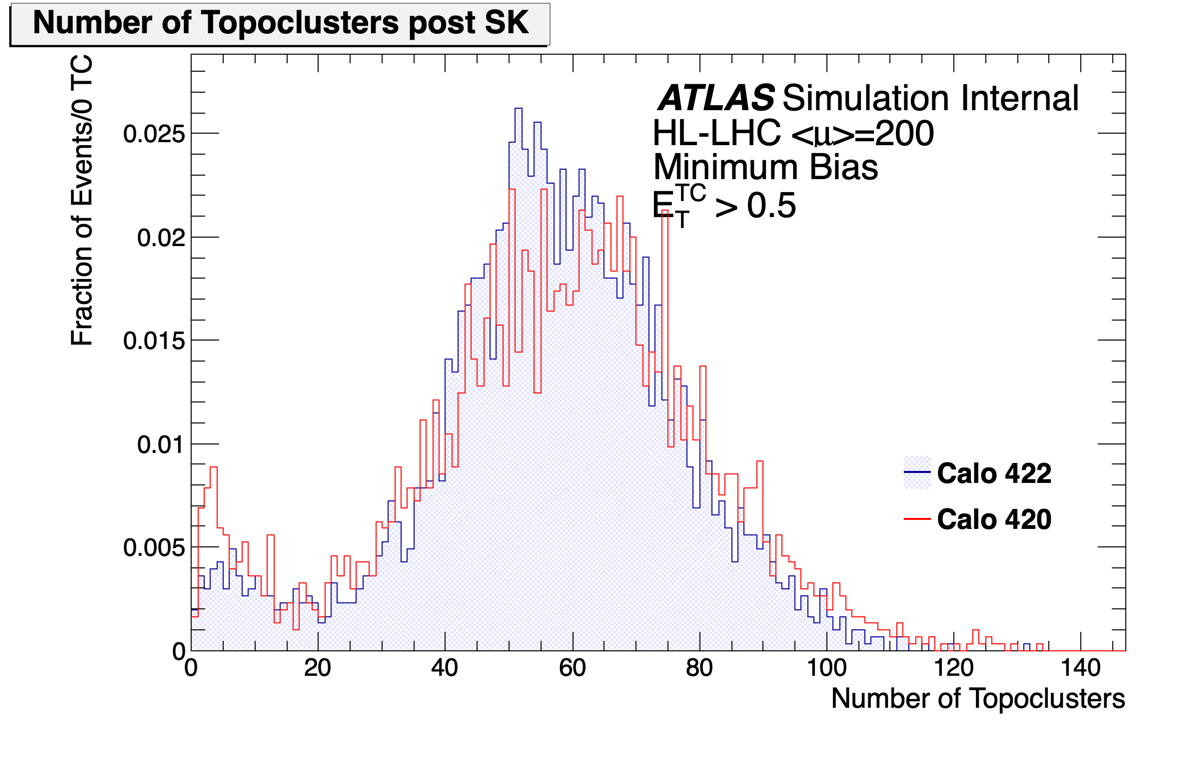 Number of Topoclusters post SK
Fraction of Events/0 TC
ATLAS Simulation Internal
HL-LHC <μ>=200
Minimum Bias
E_T^TC > 0.5
0.025
0.02
0.015
0.01
0.005
0
Calo 422
Calo 420
0 20 40 60 80 100 120 140
Number of Topoclusters